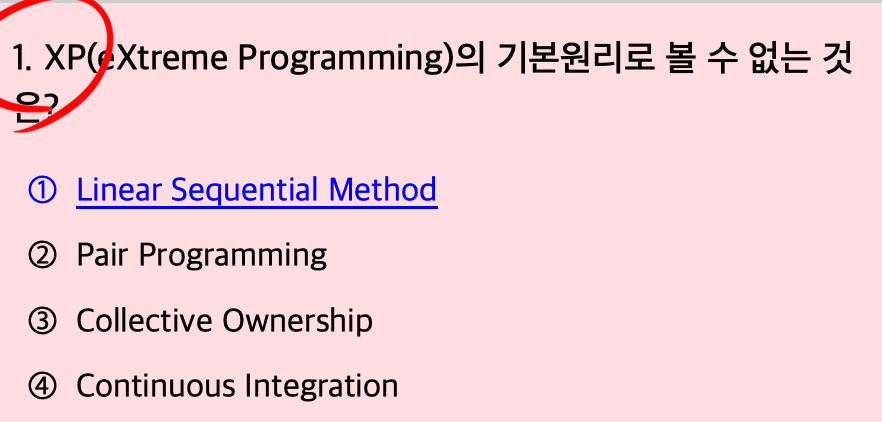 1. XP(eXtreme Programming)의 기본원리로 볼 수 없는 것
은?
① Linear Sequential Method
② Pair Programming
③ Collective Ownership
④ Continuous Integration